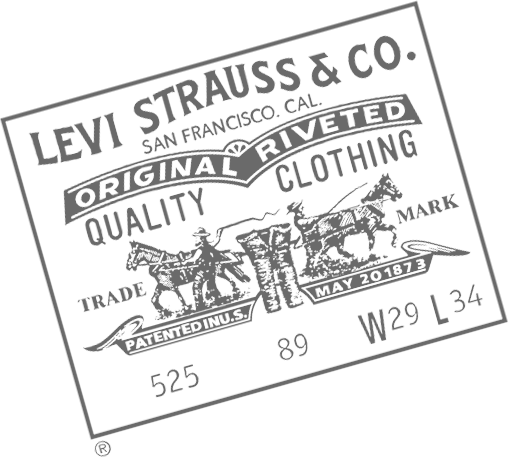 LEVI STRAUSS & CO.
SAN FRANCISCO. CAL.
ORIGINAL RIVETED
QUALITY CLOTHING
TRADE MARK
PATENTED IN U.S. MAY 20 1873
525 89 W29 L34
®